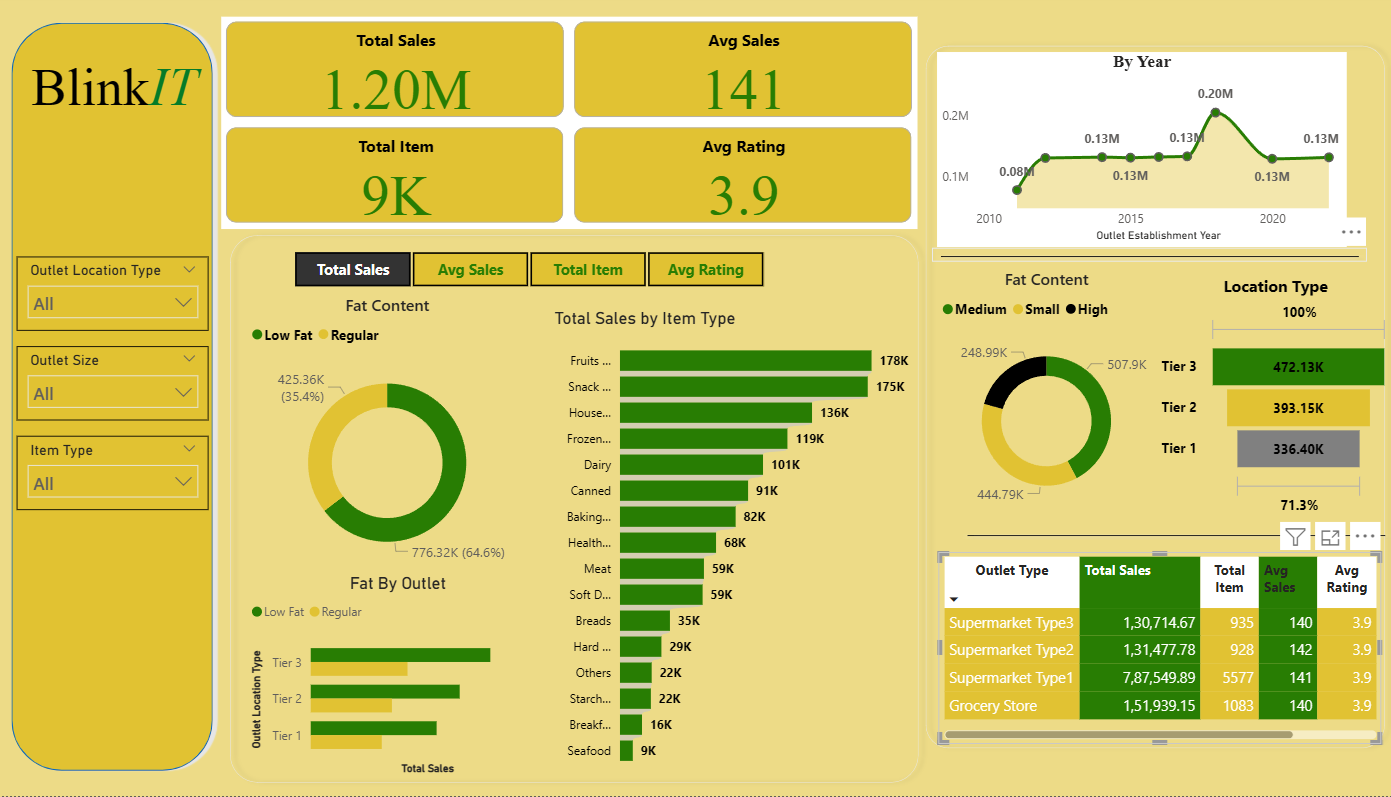 BlinkIT
Outlet Location Type
All
Outlet Size
All
Item Type
All
Total Sales
1.20M
Avg Sales
141
Total Item
9K
Avg Rating
3.9
Total Sales
Avg Sales
Total Item
Avg Rating
Fat Content
Low Fat Regular
425.36K
(35.4%)
776.32K (64.6%)
Fat By Outlet
Low Fat Regular
Outlet Location Type
Tier 3
Tier 2
Tier 1
Total Sales
Total Sales by Item Type
Fruits ... 178K
Snack ... 175K
House... 136K
Frozen... 119K
Dairy 101K
Canned 91K
Baking... 82K
Health... 68K
Meat 59K
Soft D... 59K
Breads 35K
Hard ... 29K
Others 22K
Starch... 22K
Breakf... 16K
Seafood 9K
By Year
0.2M
0.1M
0.08M
0.13M
0.13M
0.13M
0.20M
0.13M
0.13M
2010 2015 2020
Outlet Establishment Year
Fat Content
Medium Small High
248.99K
507.9K
444.79K
Location Type
100%
Tier 3 472.13K
Tier 2 393.15K
Tier 1 336.40K
71.3%
Outlet Type Total Sales Total Item Avg Sales Avg Rating
Supermarket Type3 1,30,714.67 935 140 3.9
Supermarket Type2 1,31,477.78 928 142 3.9
Supermarket Type1 7,87,549.89 5577 141 3.9
Grocery Store 1,51,939.15 1083 140 3.9